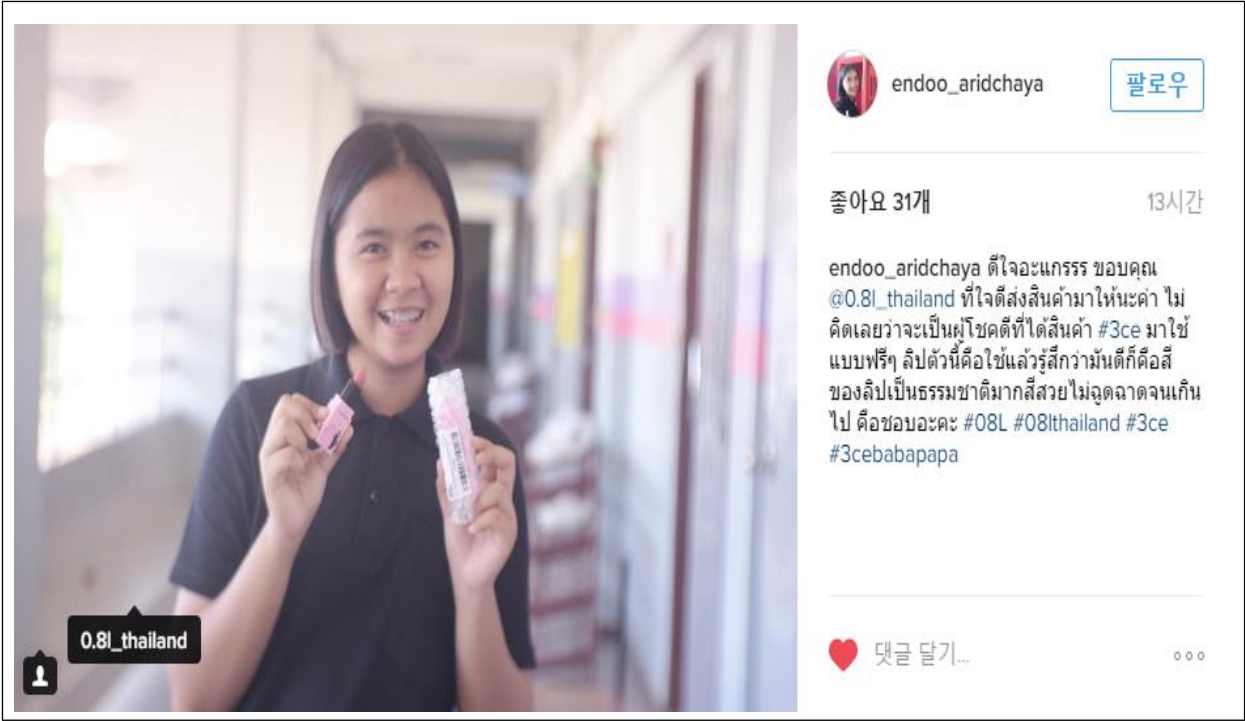 endoo_aridchaya
팔로우
좋아요 31개
13시간
endoo_aridchaya ดีใจอะแกรรร ขอบคุณ
@0.8l_thailand ที่ใจดีส่งสินค้ามาให้นะค่า ไม่
คิดเลยว่าจะเป็นผู้โชคดีที่ได้สินค้า #3ce มาใช้
แบบฟรีๆ ลิปตัวนี้คือใช้แล้วรู้สึกว่ามันดีก็คือสี
ของลิปเป็นธรรมชาติมากสีสวยไม่ฉูดฉาดจนเกิน
ไป คือชอบอะคะ #08L #08lthailand #3ce
#3cebabapapa
0.8l_thailand
댓글 달기...